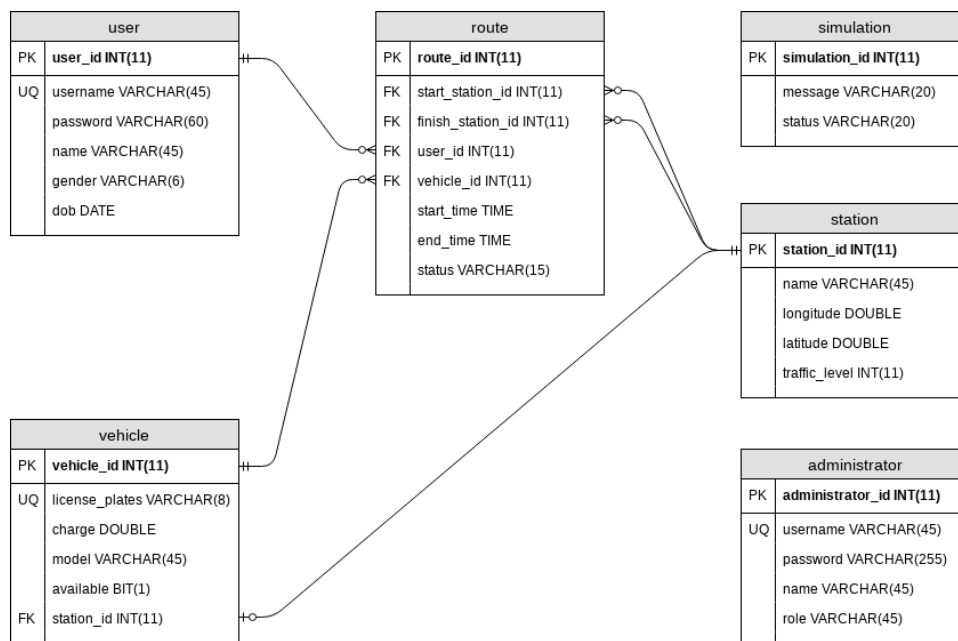 user
PK user_id INT(11)
UQ username VARCHAR(45)
password VARCHAR(60)
name VARCHAR(45)
gender VARCHAR(6)
dob DATE
route
PK route_id INT(11)
FK start_station_id INT(11)
FK finish_station_id INT(11)
FK user_id INT(11)
FK vehicle_id INT(11)
start_time TIME
end_time TIME
status VARCHAR(15)
simulation
PK simulation_id INT(11)
message VARCHAR(20)
status VARCHAR(20)
station
PK station_id INT(11)
name VARCHAR(45)
longitude DOUBLE
latitude DOUBLE
traffic_level INT(11)
vehicle
PK vehicle_id INT(11)
UQ license_plates VARCHAR(8)
charge DOUBLE
model VARCHAR(45)
available BIT(1)
FK station_id INT(11)
administrator
PK administrator_id INT(11)
UQ username VARCHAR(45)
password VARCHAR(255)
name VARCHAR(45)
role VARCHAR(45)